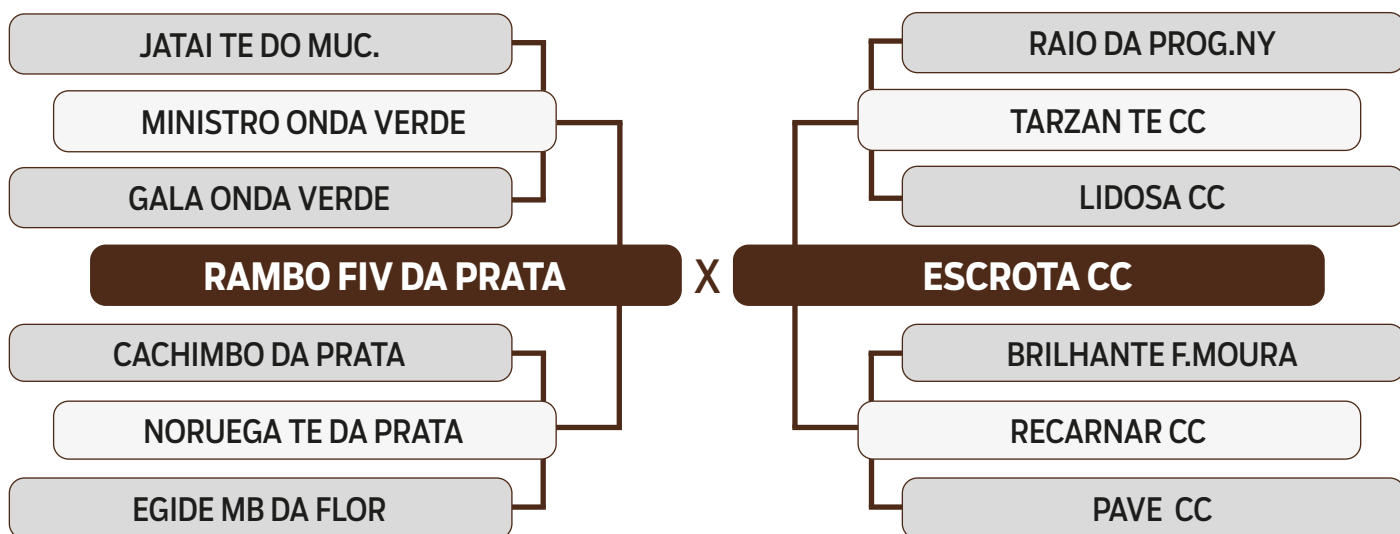 JATAI TE DO MUC.
MINISTRO ONDA VERDE
GALA ONDA VERDE
RAMBO FIV DA PRATA
CACHIMBO DA PRATA
NORUEGA TE DA PRATA
EGIDE MB DA FLOR
X
RAIO DA PROG.NY
TARZAN TE CC
LIDOSA CC
ESCROTA CC
BRILHANTE F.MOURA
RECARNAR CC
PAVE CC